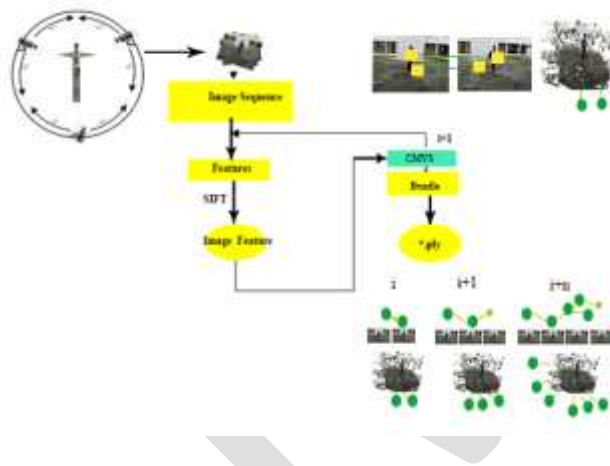 Image Sequence
i+1
Features
CMVS
Bundle
SIFT
Image Feature
*.ply
i
i+1
i+n